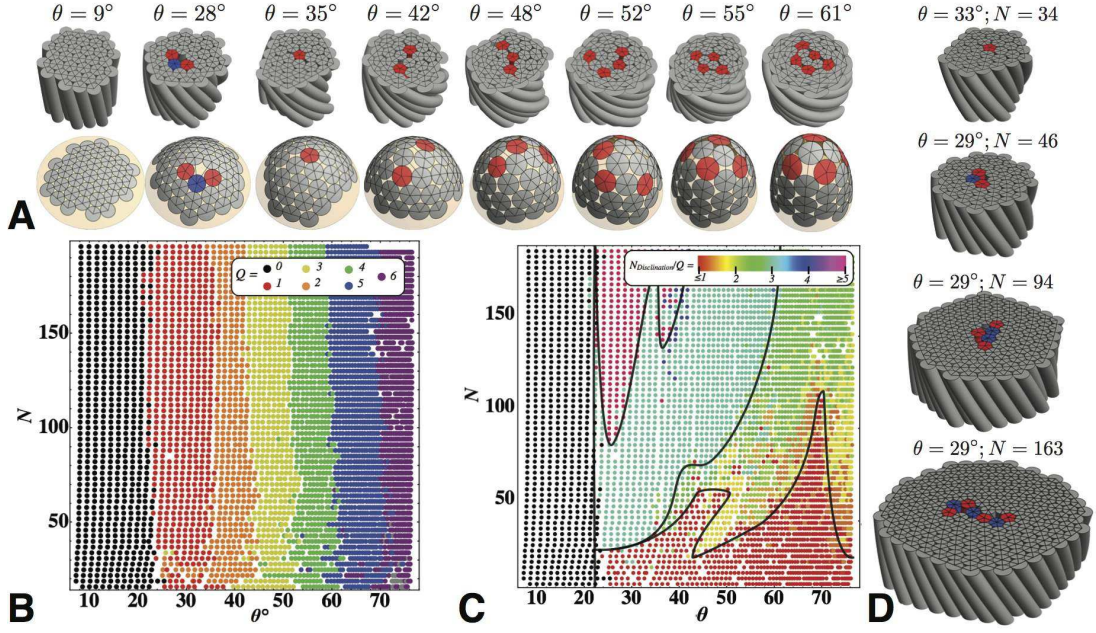 θ = 9° θ = 28° θ = 35° θ = 42° θ = 48° θ = 52° θ = 55° θ = 61°
A
θ = 33°; N = 34
θ = 29°; N = 46
θ = 29°; N = 94
θ = 29°; N = 163
D
Q = 0 3 4 6
1 2 5
150
N
100
50
10 20 30 40 50 60 70
θ°
B
N_Disclination/Q =
≤1 2 3 4 ≥5
150
N
100
50
10 20 30 40 50 60 70
θ
C